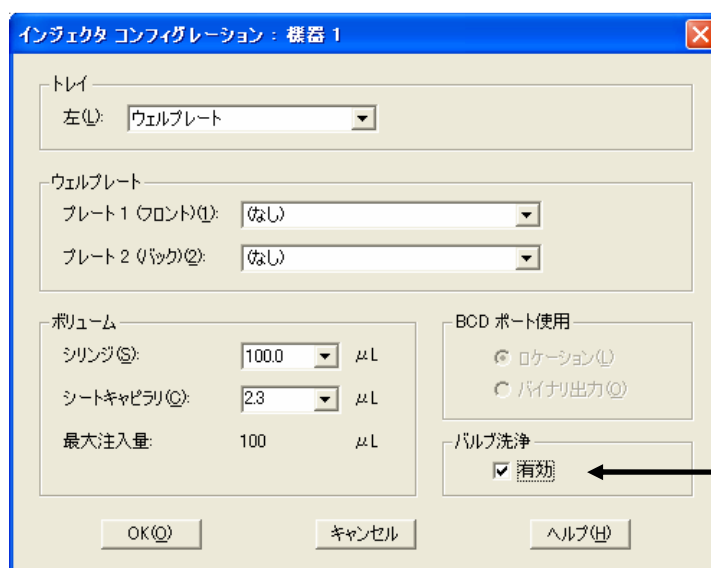 インジェクタ コンフィグレーション : 機器 1
トレイ
左(L): ウェルプレート
ウェルプレート
プレート 1 (フロント)(1): (なし)
プレート 2 (バック)(2): (なし)
ボリューム
シリンジ(S): 100.0 μL
シートキャピラリ(C): 2.3 μL
最大注入量: 100 μL
BCD ポート使用
ロケーション(L)
バイナリ出力(O)
バルブ洗浄
有効
OK(O) キャンセル ヘルプ(H)